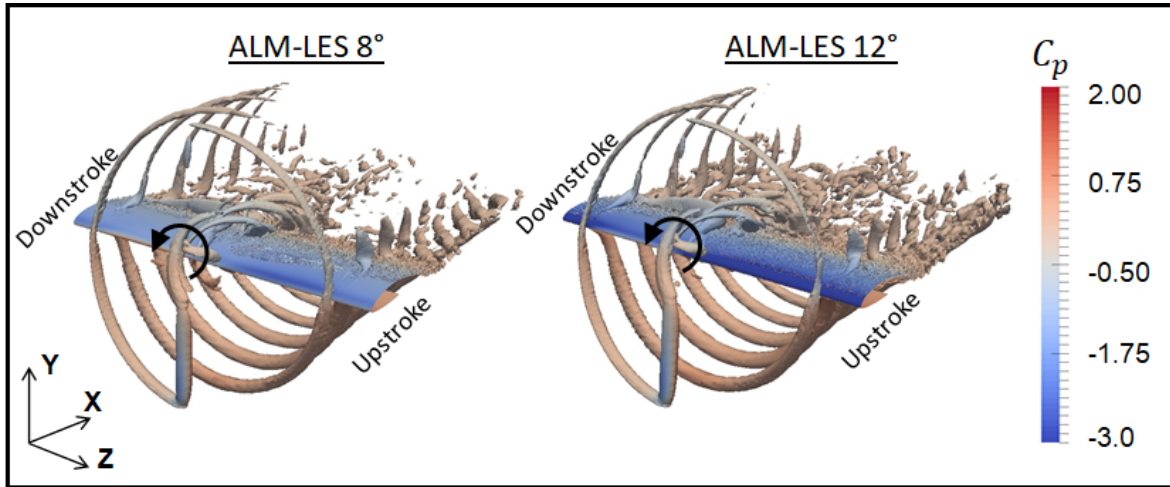 ALM-LES 8°
ALM-LES 12°
Cp
2.00
0.75
-0.50
-1.75
-3.0
Downstroke
Upstroke
Downstroke
Upstroke
Y
X
Z